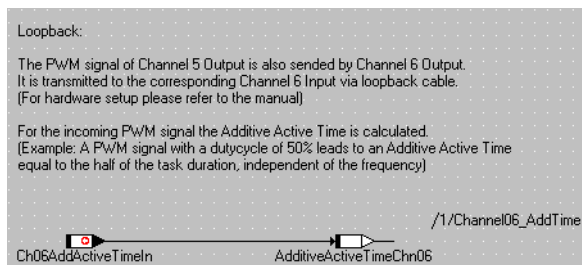 Loopback:
The PWM signal of Channel 5 Output is also sended by Channel 6 Output.
It is transmitted to the corresponding Channel 6 Input via loopback cable.
(For hardware setup please refer to the manual)
For the incoming PWM signal the Additive Active Time is calculated.
(Example: A PWM signal with a dutycycle of 50% leads to an Additive Active Time
equal to the half of the task duration, independent of the frequency)
/1/Channel06_AddTime
Ch06AddActiveTimeIn AdditiveActiveTimeChn06